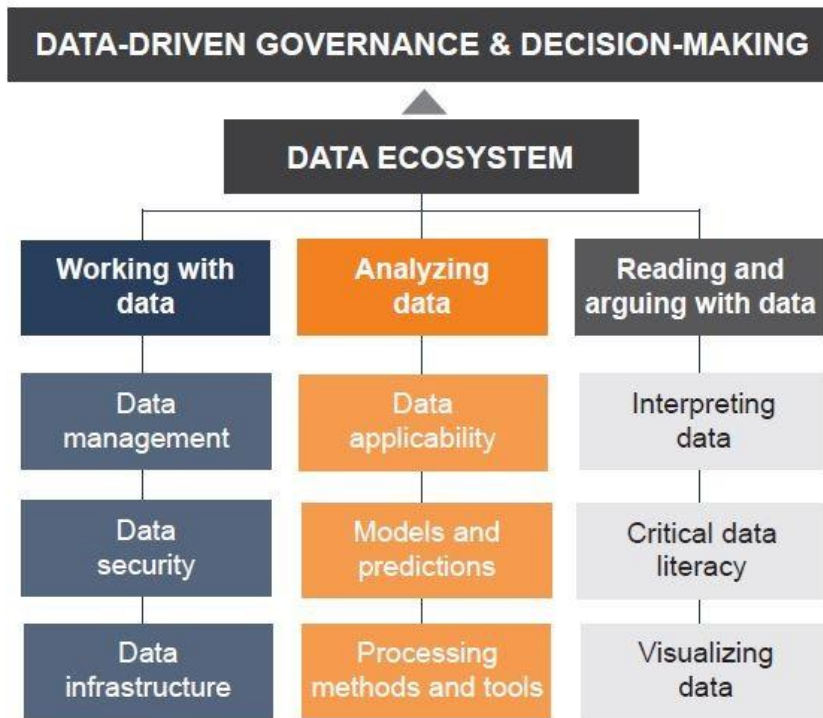 DATA-DRIVEN GOVERNANCE & DECISION-MAKING
DATA ECOSYSTEM
Working with
data
Data
management
Data
security
Data
infrastructure
Analyzing
data
Data
applicability
Models and
predictions
Processing
methods and tools
Reading and
arguing with data
Interpreting
data
Critical data
literacy
Visualizing
data